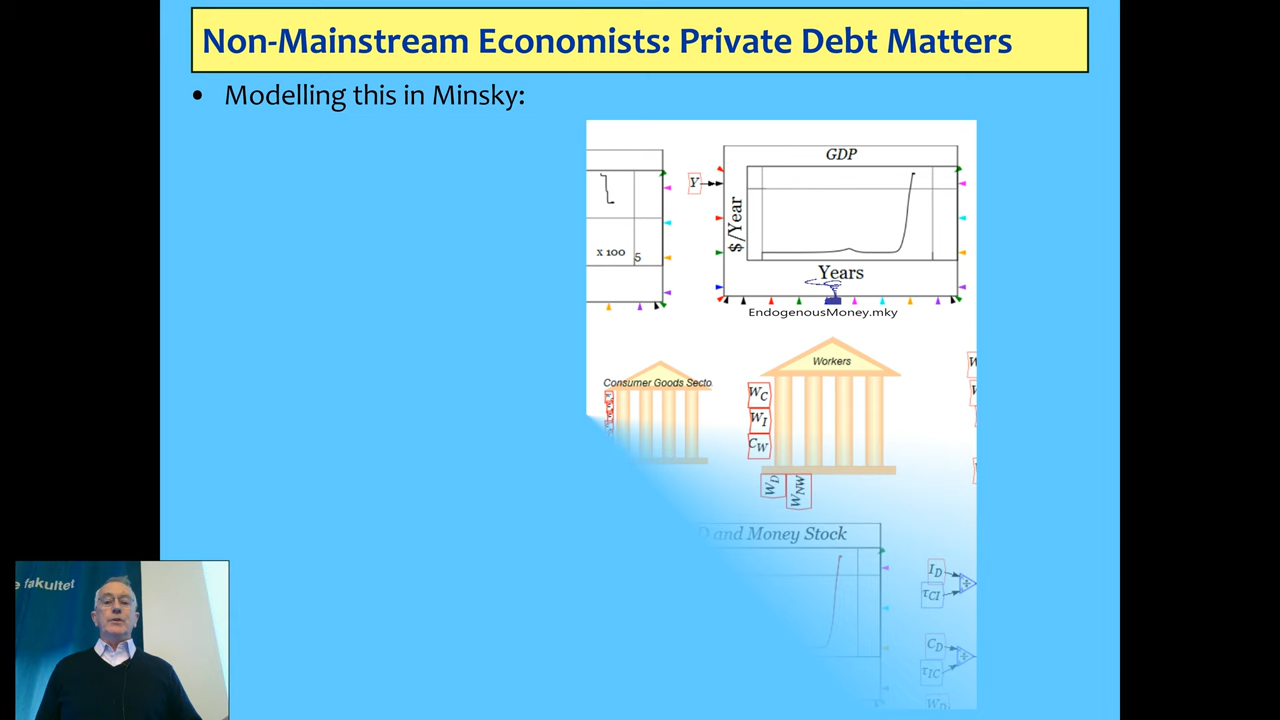 Non-Mainstream Economists: Private Debt Matters
• Modelling this in Minsky:
GDP
Y
$/Year
x 100
5
Years
EndogenousMoney.mky
Workers
Consumer Goods Secto
W_C
W_I
C_W
W_D
W_NW
D and Money Stock
I_D
τ_CI
C_D
τ_IC
W_D
e fakultet